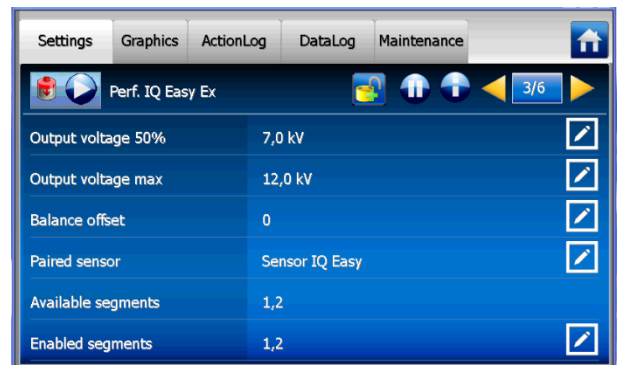 Settings Graphics ActionLog DataLog Maintenance
Perf. IQ Easy Ex 3/6
Output voltage 50% 7,0 kV
Output voltage max 12,0 kV
Balance offset 0
Paired sensor Sensor IQ Easy
Available segments 1,2
Enabled segments 1,2